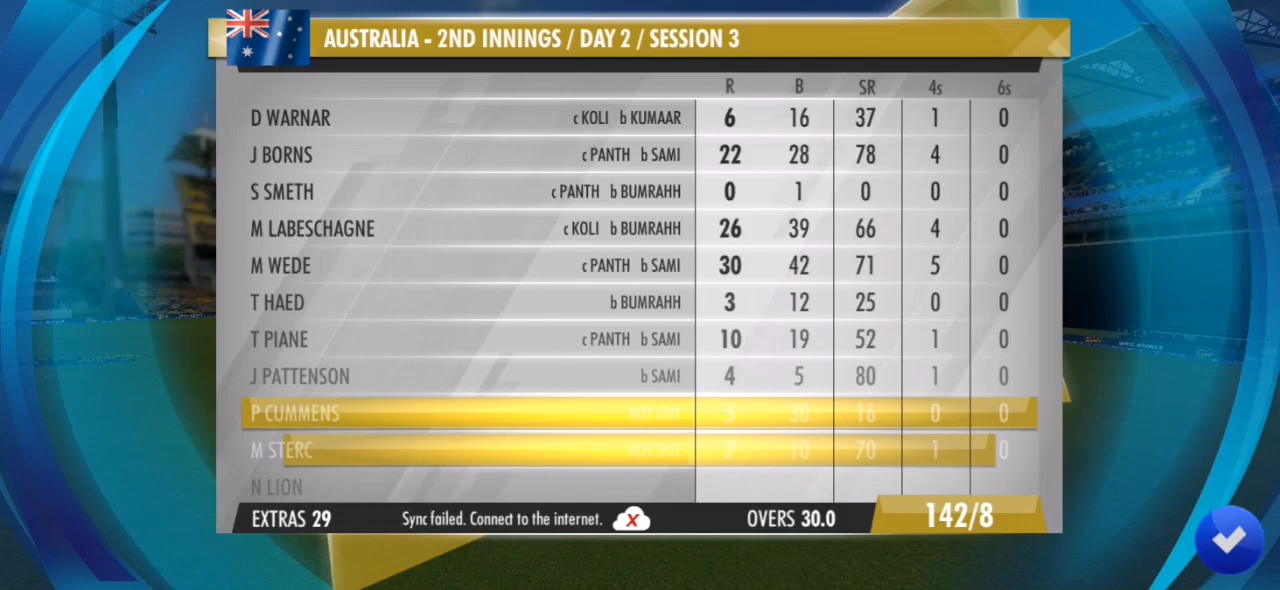 AUSTRALIA - 2ND INNINGS / DAY 2 / SESSION 3
R B SR 4s 6s
D WARNAR c KOLI b KUMAAR 6 16 37 1 0
J BORNS c PANTH b SAMI 22 28 78 4 0
S SMETH c PANTH b BUMRAHH 0 1 0 0 0
M LABESCHAGNE c KOLI b BUMRAHH 26 39 66 4 0
M WEDE c PANTH b SAMI 30 42 71 5 0
T HAED b BUMRAHH 3 12 25 0 0
T PIANE c PANTH b SAMI 10 19 52 1 0
J PATTENSON b SAMI 4 5 80 1 0
P CUMMENS NOT OUT 5 30 16 0 0
M STERC NOT OUT 7 10 70 1 0
N LION
EXTRAS 29 Sync failed. Connect to the internet. X OVERS 30.0 142/8
WCC RIVALS